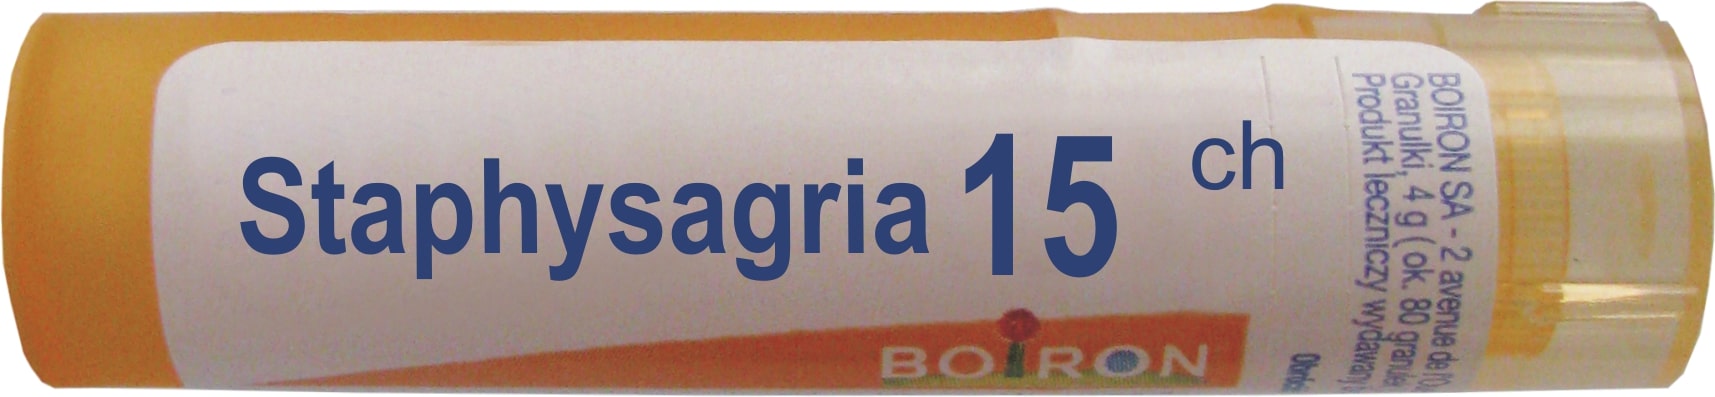 Staphysagria 15 ch
BOIRON
BOIRON SA - 2 avenue de
Granulki, 4 g (ok. 80 granulek
Produkt leczniczy wydawany